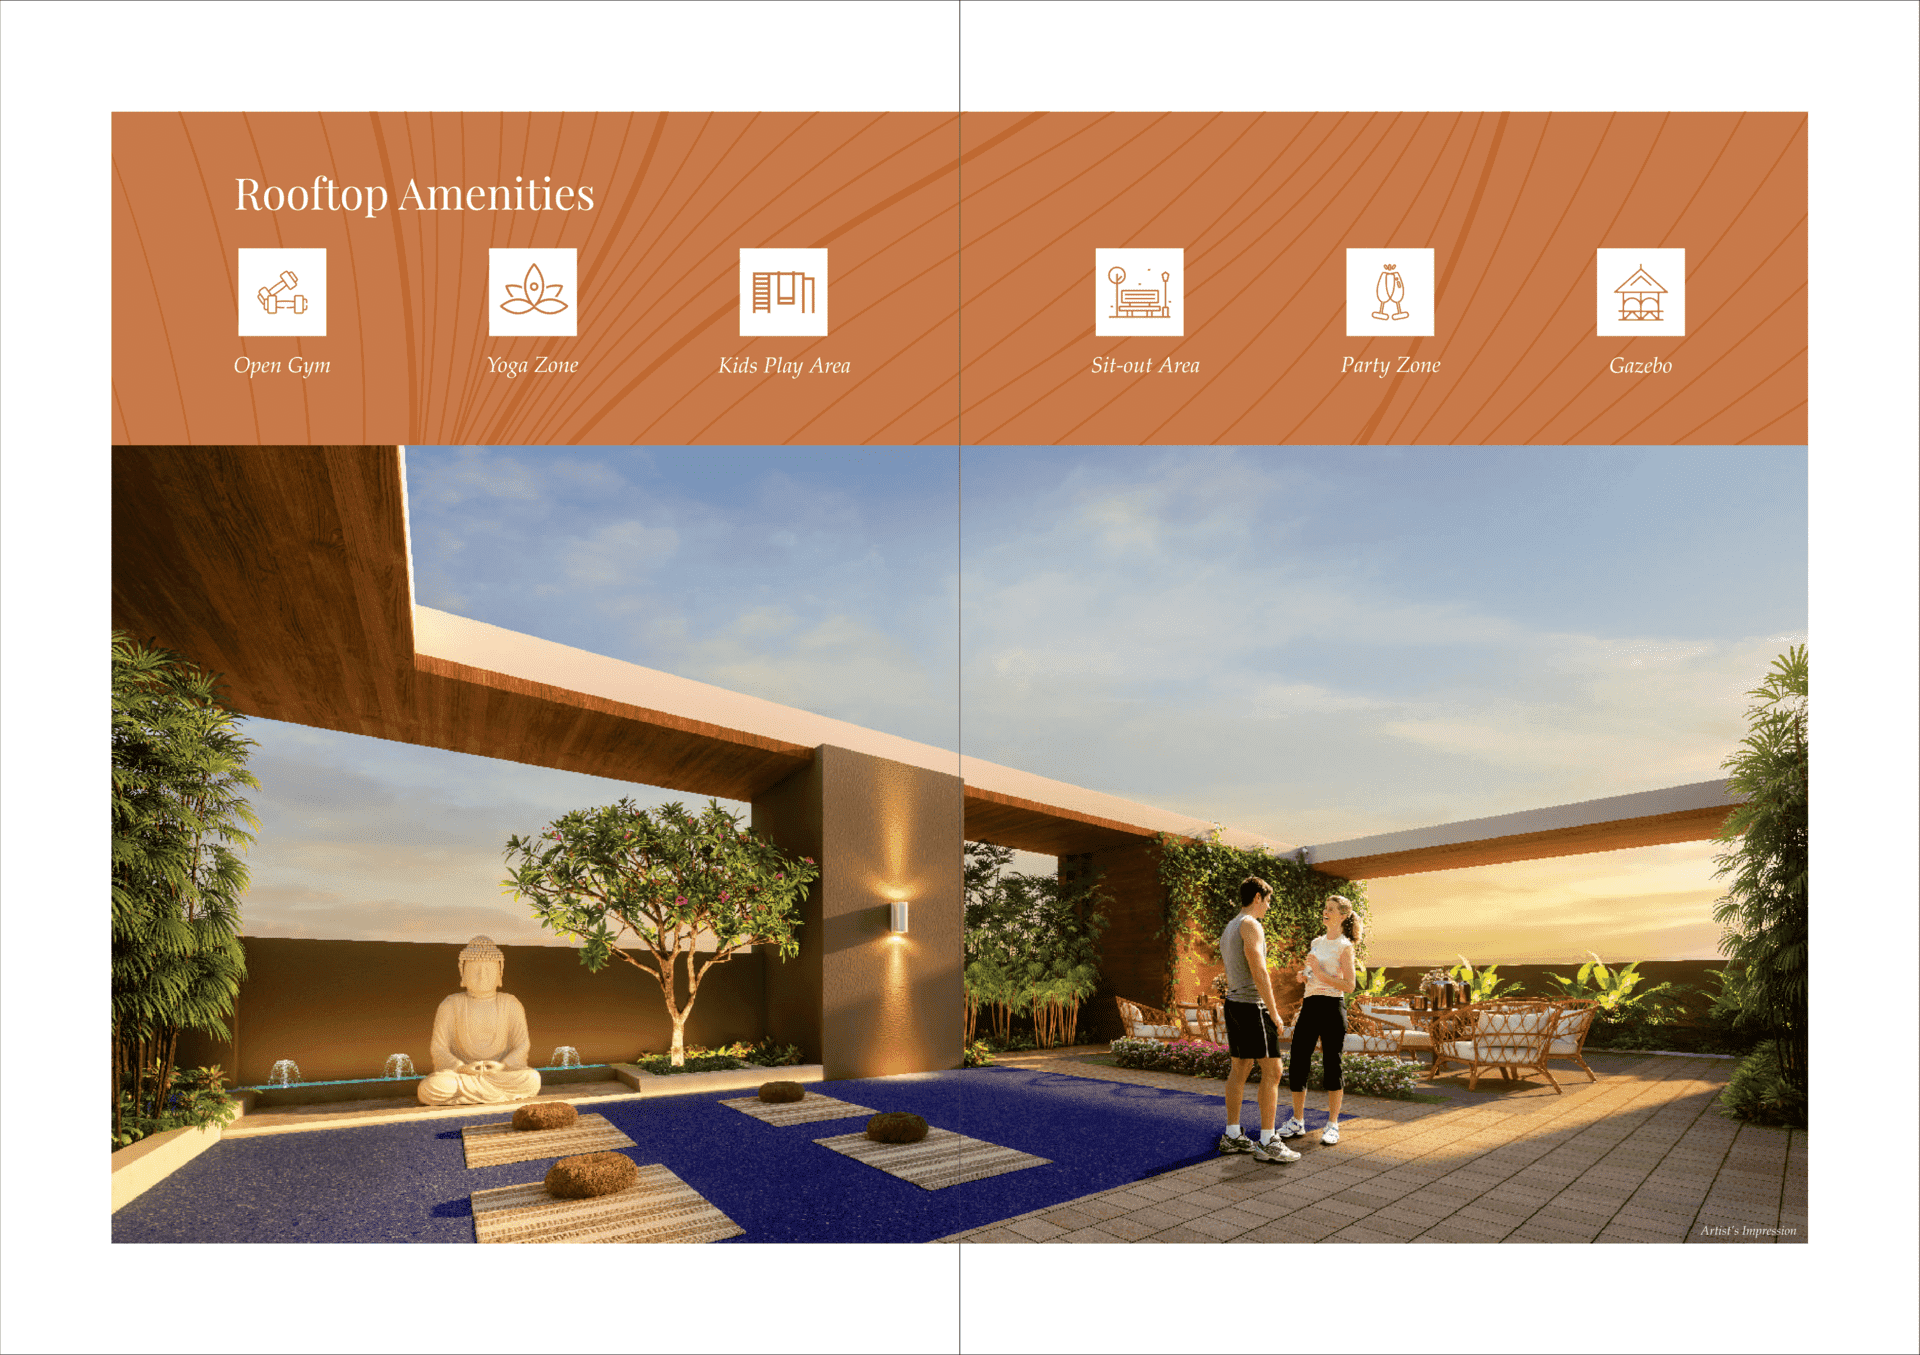 Rooftop Amenities
Open Gym
Yoga Zone
Kids Play Area
Sit-out Area
Party Zone
Gazebo
Artist's Impression